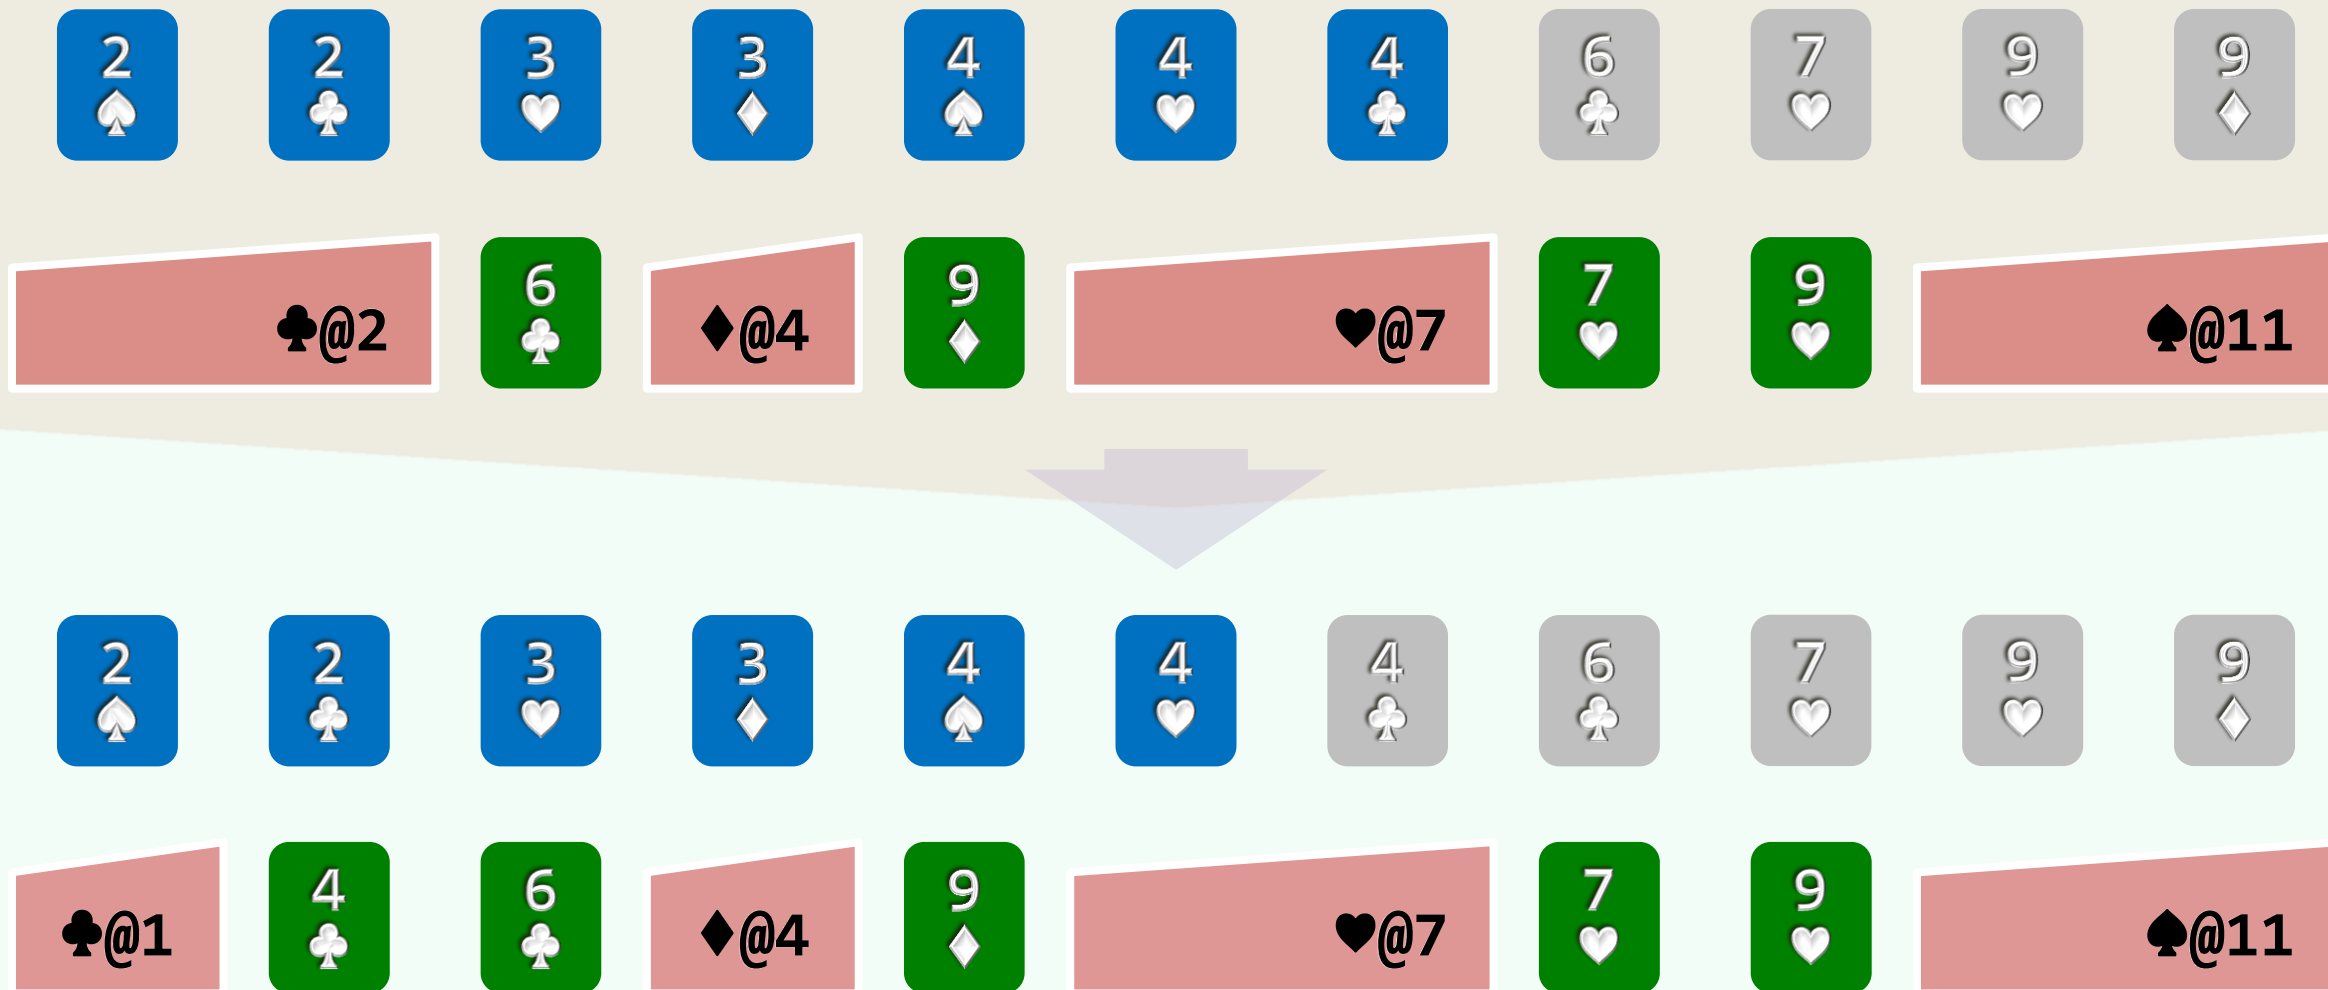 2♠ 2♣ 3♥ 3♦ 4♠ 4♥ 4♣ 6♣ 7♥ 9♥ 9♦
♣@2 6♣ ♦@4 9♦ ♥@7 7♥ 9♥ ♠@11
2♠ 2♣ 3♥ 3♦ 4♠ 4♥ 4♣ 6♣ 7♥ 9♥ 9♦
♣@1 4♣ 6♣ ♦@4 9♦ ♥@7 7♥ 9♥ ♠@11